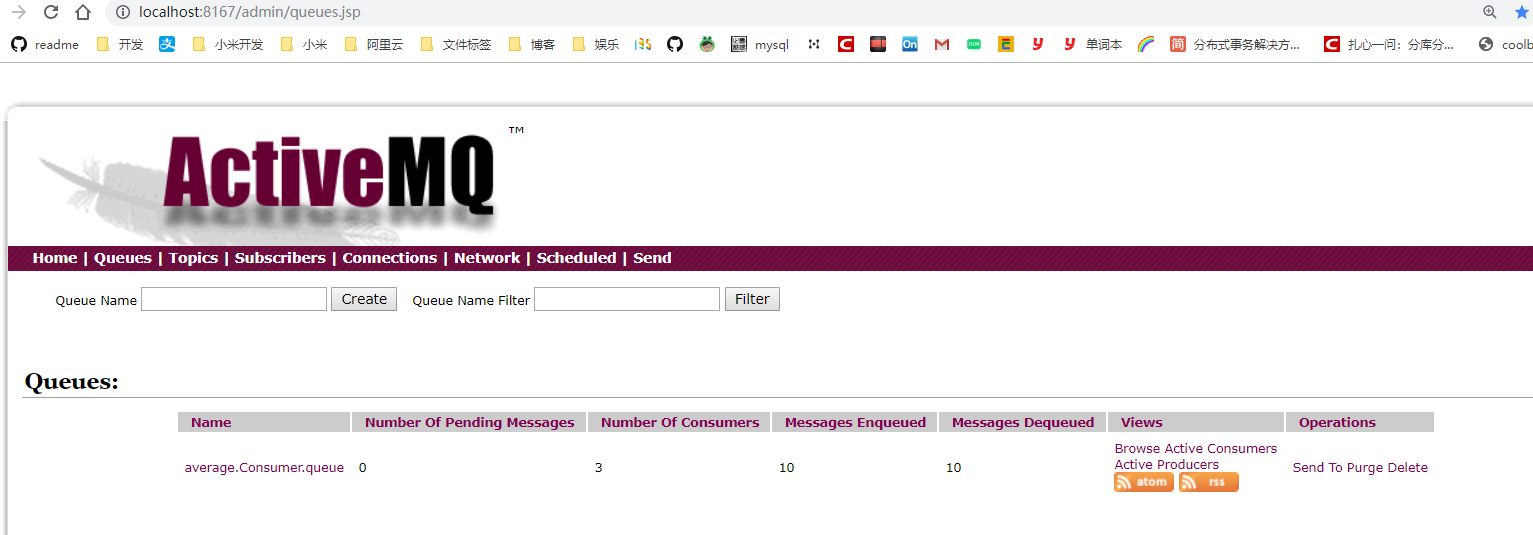 localhost:8167/admin/queues.jsp
readme 开发 小米开发 小米 阿里云 文件标签 博客 娱乐 mysql C On M E y y 单词本 简 分布式事务解决方... C 扎心一问：分库分... coolb
ActiveMQ ™
Home | Queues | Topics | Subscribers | Connections | Network | Scheduled | Send
Queue Name Create Queue Name Filter Filter
Queues:
Name Number Of Pending Messages Number Of Consumers Messages Enqueued Messages Dequeued Views Operations
average.Consumer.queue 0 3 10 10 Browse Active Consumers
Active Producers
atom rss
Send To Purge Delete